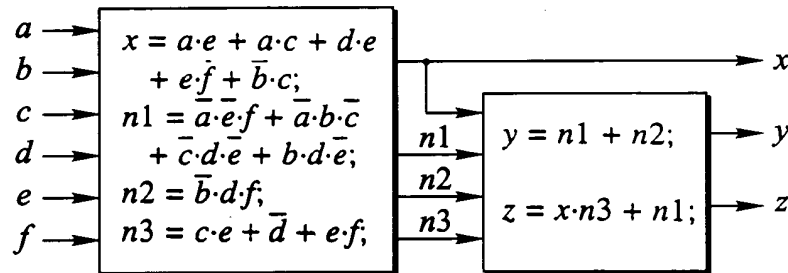 a
b
c
d
e
f
x = a·e + a·c + d·e
+ e·f + b̅·c;
n1 = a̅·e̅·f + a̅·b·c̅
+ c̅·d·e̅ + b·d·e̅;
n2 = b̅·d·f;
n3 = c·e + d̅ + e·f;
n1
n2
n3
y = n1 + n2;
z = x·n3 + n1;
x
y
z